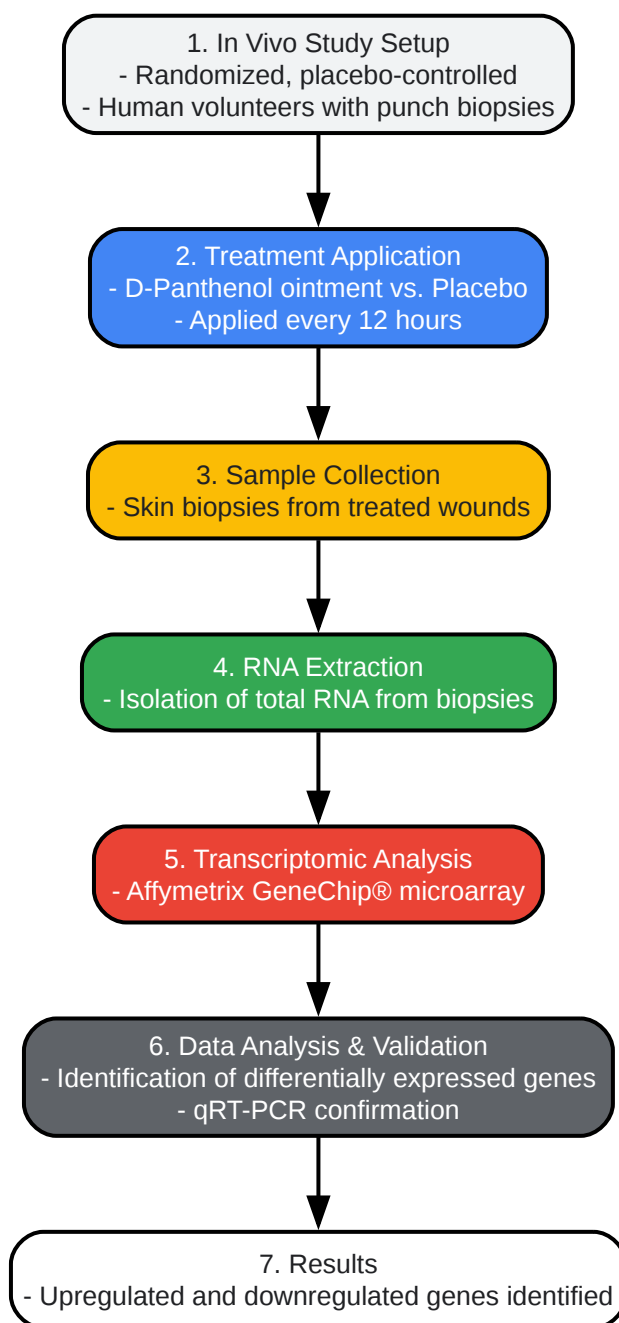 1. In Vivo Study Setup
- Randomized, placebo-controlled
- Human volunteers with punch biopsies
2. Treatment Application
- D-Panthenol ointment vs. Placebo
- Applied every 12 hours
3. Sample Collection
- Skin biopsies from treated wounds
4. RNA Extraction
- Isolation of total RNA from biopsies
5. Transcriptomic Analysis
- Affymetrix GeneChip® microarray
6. Data Analysis & Validation
- Identification of differentially expressed genes
- qRT-PCR confirmation
7. Results
- Upregulated and downregulated genes identified